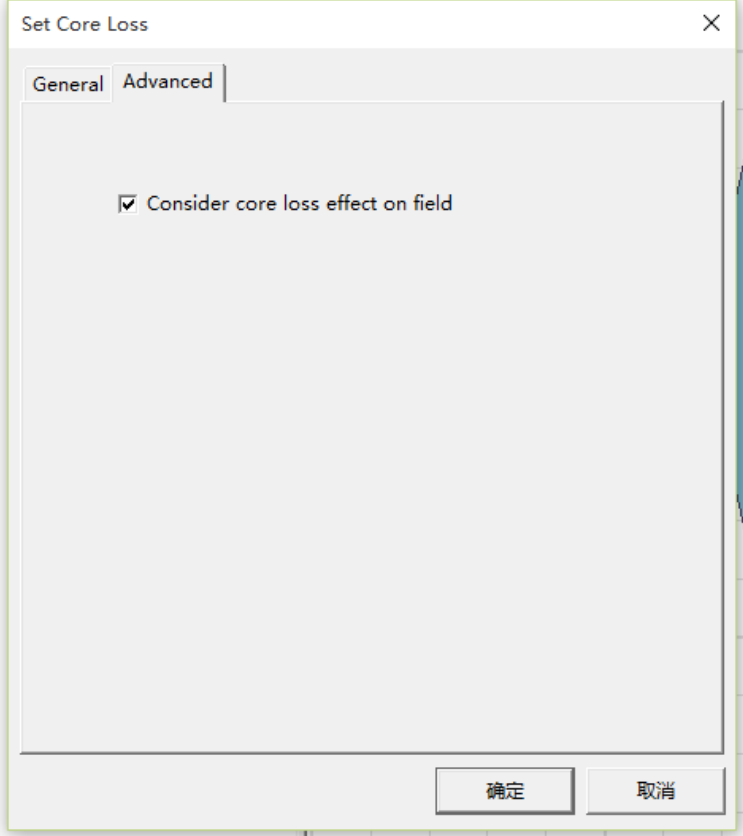 Set Core Loss
General Advanced
Consider core loss effect on field
确定 取消